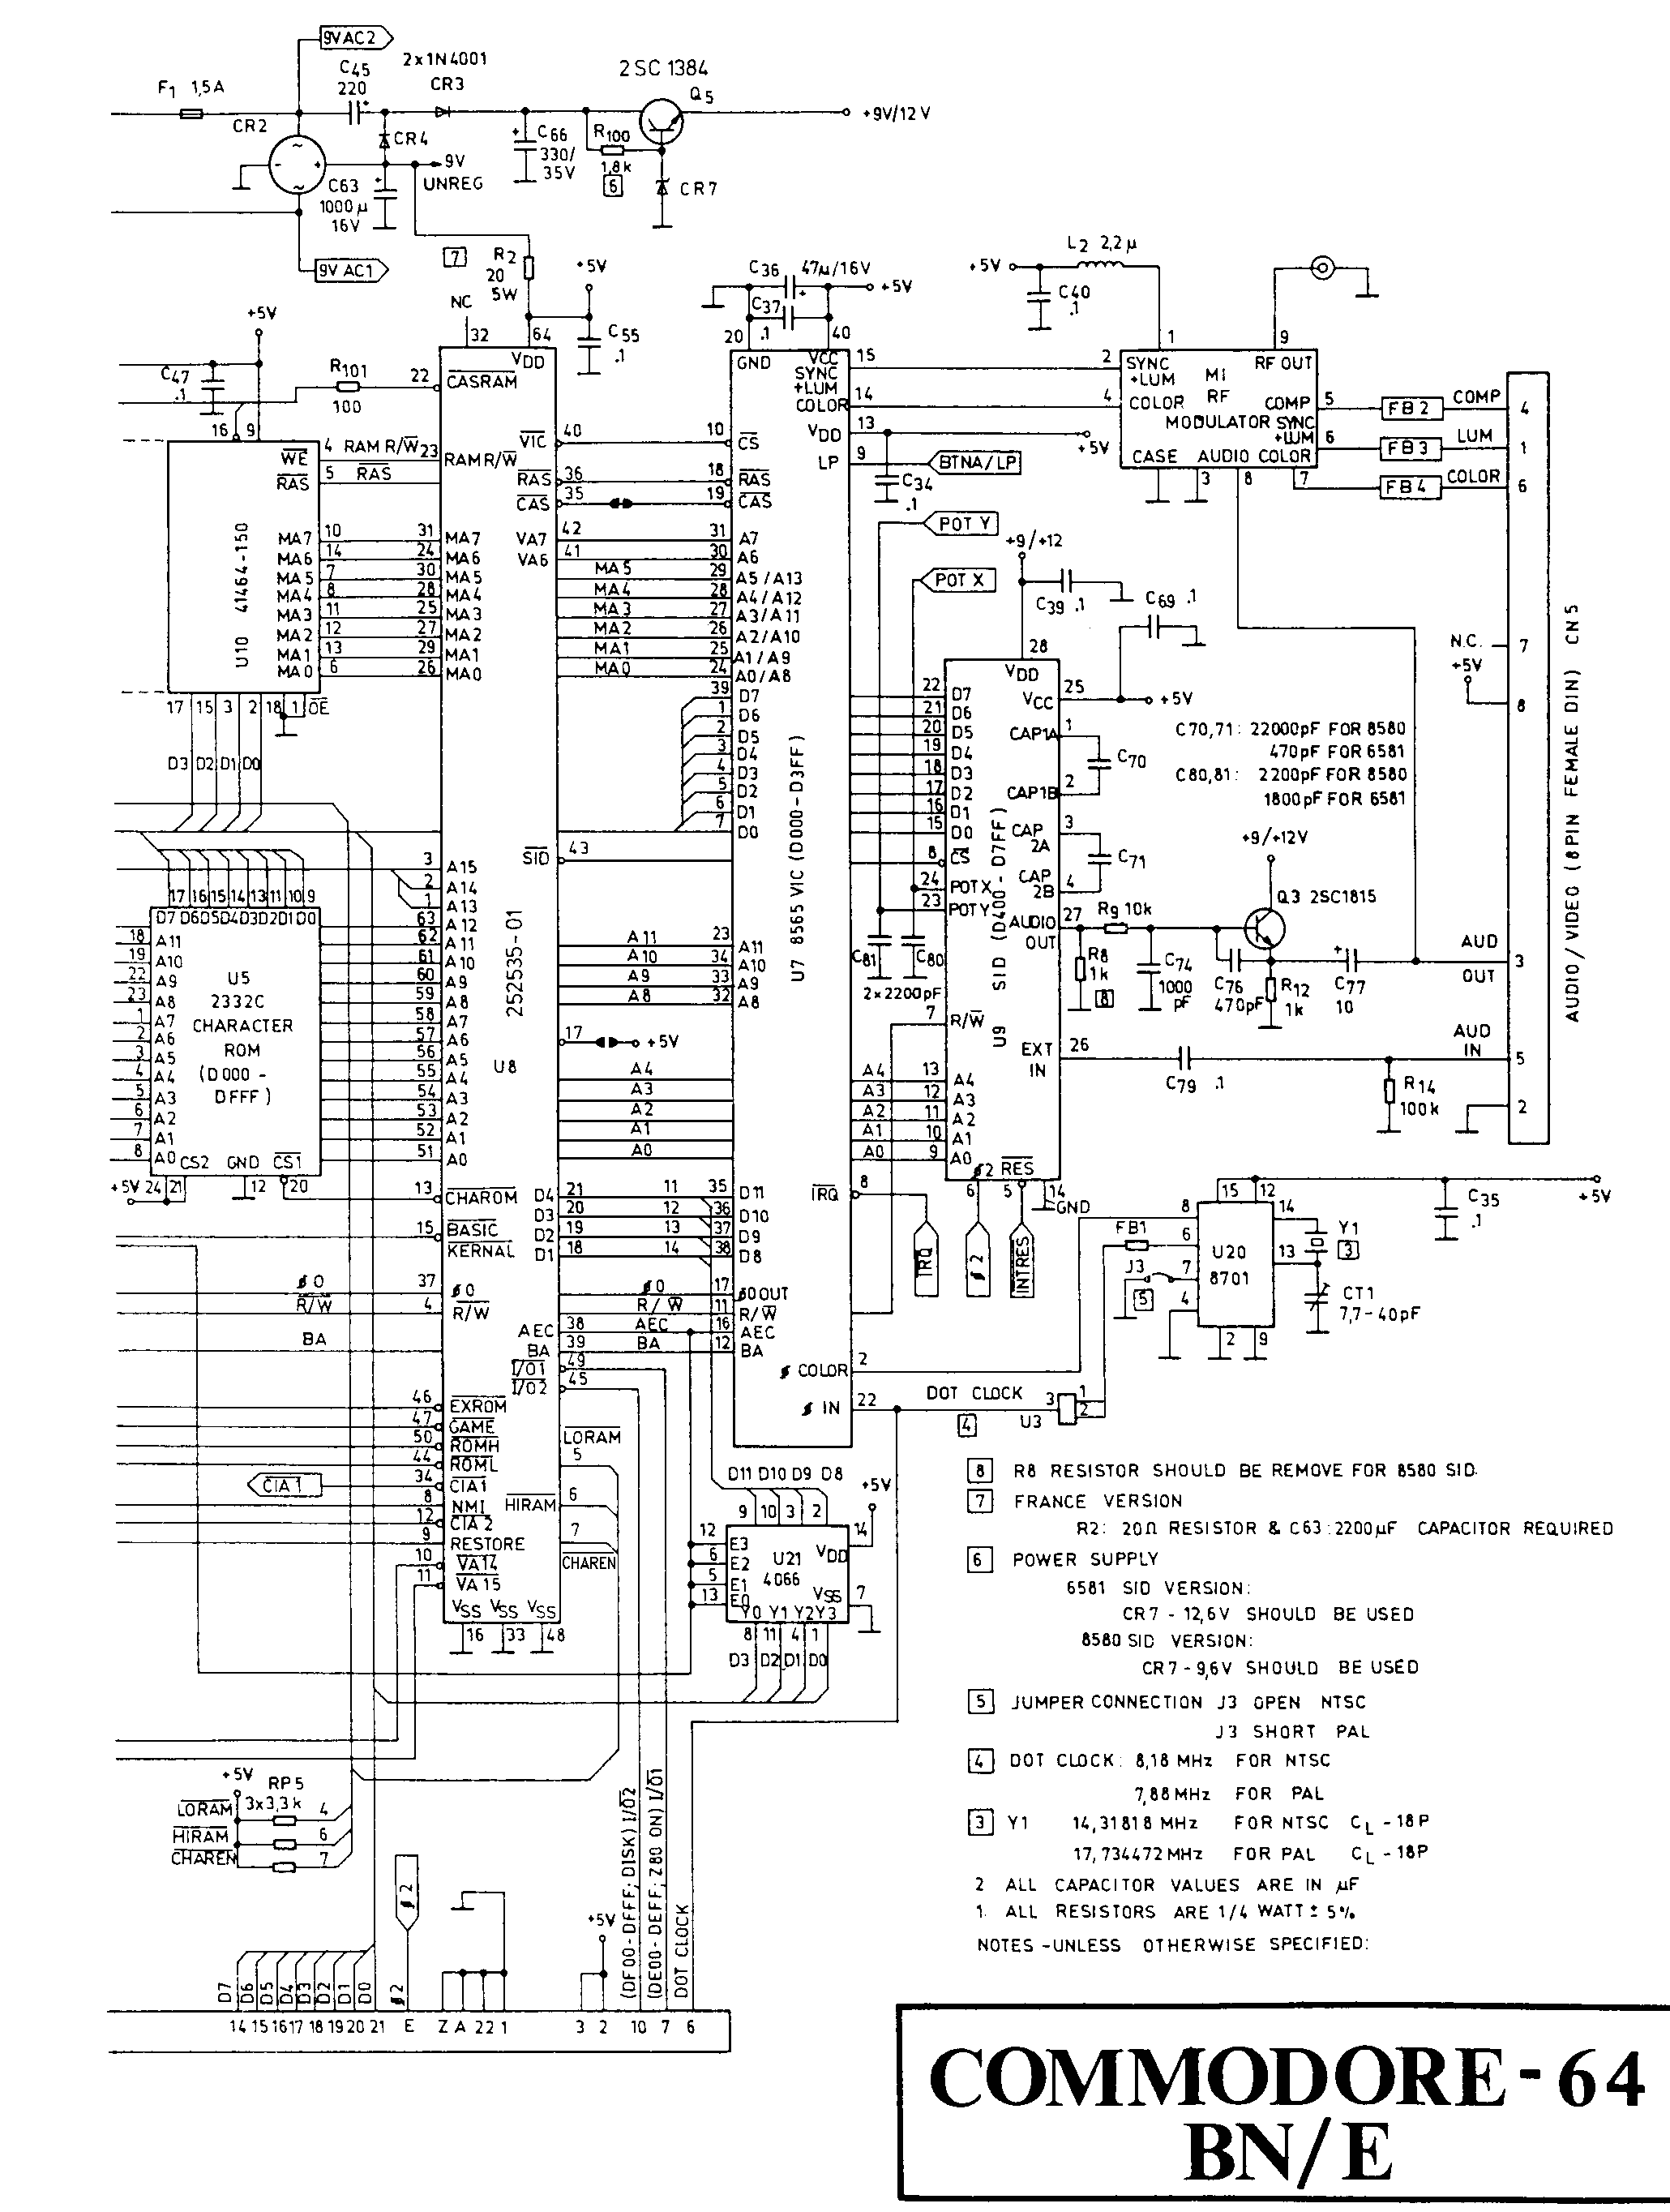 9VAC2
F1 1,5A
C45
220
2x1N4001
CR3
2SC1384
Q5
+9V/12V
CR2
CR4
C66
330/
35V
R100
1,8k
6
CR7
9V
UNREG
C63
1000µ
16V
9V AC1
7
R2
20
5W
+5V
NC
32
64
C55
.1
C36
47µ/16V
C37
.1
+5V
20
40
+5V
L2 2,2µ
C40
.1
1
9
+5V
C47
.1
R101
100
22
CASRAM
VDD
GND
VCC
SYNC
+LUM
COLOR
15
14
VDD
13
LP
9
BTNA/LP
+5V
C34
.1
2
4
SYNC
+LUM
COLOR
M1
RF
MODULATOR
RF OUT
COMP
SYNC
+LUM
CASE
AUDIO
COLOR
3
8
7
5
6
FB2
FB3
FB4
COMP
LUM
COLOR
4
1
6
16
9
WE
RAS
4
RAM R/W
23
5
RAS
RAMR/W
VIC
RAS
CAS
40
36
35
10
18
19
CS
RAS
CAS
U10 41464-150
MA7
MA6
MA5
MA4
MA3
MA2
MA1
MA0
10
14
7
8
11
12
13
6
31
24
30
28
25
27
29
26
MA7
MA6
MA5
MA4
MA3
MA2
MA1
MA0
VA7
VA6
42
41
MA5
MA4
MA3
MA2
MA1
MA0
31
30
29
28
27
26
25
24
A7
A6
A5/A13
A4/A12
A3/A11
A2/A10
A1/A9
A0/A8
POT Y
POT X
+9/+12
C39 .1
C69 .1
28
VDD
VCC
25
+5V
17
15
3
2
18
1
OE
D3
D2
D1
D0
39
1
2
3
4
5
6
7
D7
D6
D5
D4
D3
D2
D1
D0
U7 8565 VIC (D000-D3FF)
22
21
20
19
18
17
16
15
D7
D6
D5
D4
D3
D2
D1
D0
CAP1A
CAP1B
CAP
2A
CAP
2B
1
2
3
4
C70
C71
C70,71: 22000pF FOR 8580
470pF FOR 6581
C80,81: 2200pF FOR 8580
1800pF FOR 6581
N.C.
+5V
7
8
AUDIO/VIDEO (8PIN FEMALE DIN) CN5
SID
43
8
CS
24
POTX
23
POTY
AUDIO
OUT
27
U9 SID (D400-D7FF)
C81
C80
2x2200pF
R9 10k
R8
1k
8
C74
1000
pF
+9/+12V
Q3 2SC1815
C76
470pF
R12
1k
C77
10
AUD
OUT
3
AUD
IN
5
2
3
2
1
63
62
61
60
59
58
57
56
55
54
53
52
51
A15
A14
A13
A12
A11
A10
A9
A8
A7
A6
A5
A4
A3
A2
A1
A0
252535-01
U8
17
16
15
14
13
12
11
10
9
D7 D6 D5 D4 D3 D2 D1 D0
18
19
22
23
1
2
3
4
5
6
7
8
A11
A10
A9
A8
A7
A6
A5
A4
A3
A2
A1
A0
U5
2332C
CHARACTER
ROM
(D000 -
DFFF)
CS2
GND
CS1
+5V
24
21
12
20
A11
A10
A9
A8
23
34
33
32
A11
A10
A9
A8
17
+5V
A4
A3
A2
A1
A0
7
R/W
EXT
IN
26
C79 .1
R14
100k
A4
A3
A2
A1
A0
13
12
11
10
9
A4
A3
A2
A1
A0
ø2
RES
6
5
14
GND
13
CHAROM
15
BASIC
KERNAL
D4
D3
D2
D1
21
20
19
18
11
12
13
14
35
36
37
38
D11
D10
D9
D8
IRQ
8
IRQ
ø2
INTRES
FB1
J3
5
8
6
7
4
15
12
14
13
2
9
U20
8701
Y1
3
CT1
7,7-40pF
C35
.1
+5V
ø0
37
ø0
R/W
4
R/W
BA
AEC
BA
38
39
ø0
R/W
AEC
BA
17
11
16
12
ø0OUT
R/W
AEC
BA
I/O1
49
I/O2
45
ø COLOR
2
ø IN
22
DOT CLOCK
4
3
1
2
U3
46
47
50
44
34
8
12
9
10
11
EXROM
GAME
ROMH
ROML
CIA1
NMI
CIA2
RESTORE
VA14
VA15
CIA 1
LORAM
5
HIRAM
6
7
CHAREN
VSS VSS VSS
16
33
48
D11 D10 D9 D8
9
10
3
2
+5V
14
12
6
5
13
E3
E2
E1
E0
U21
4066
VDD
VSS
7
Y0 Y1 Y2 Y3
8
11
4
1
D3
D2
D1
D0
8 R8 RESISTOR SHOULD BE REMOVE FOR 8580 SID.
7 FRANCE VERSION
R2: 20Ω RESISTOR & C63:2200µF CAPACITOR REQUIRED
6 POWER SUPPLY
6581 SID VERSION:
CR7 - 12,6V SHOULD BE USED
8580 SID VERSION:
CR7-9,6V SHOULD BE USED
5 JUMPER CONNECTION J3 OPEN NTSC
J3 SHORT PAL
4 DOT CLOCK: 8,18 MHz FOR NTSC
7,88 MHz FOR PAL
3 Y1 14,31818 MHz FOR NTSC CL-18P
17,734472MHz FOR PAL CL-18P
2 ALL CAPACITOR VALUES ARE IN µF
1. ALL RESISTORS ARE 1/4 WATT ± 5%
NOTES -UNLESS OTHERWISE SPECIFIED:
+5V
RP5
3x3,3k
LORAM
HIRAM
CHAREN
4
6
7
ø2
+5V
(DF00-DFFF; DISK) I/O2
(DE00-DEFF; Z80 ON) I/O1
DOT CLOCK
D7
D6
D5
D4
D3
D2
D1
D0
ø2
14 15 16 17 18 19 20 21 E Z A 22 1 3 2 10 7 6
COMMODORE-64
BN/E